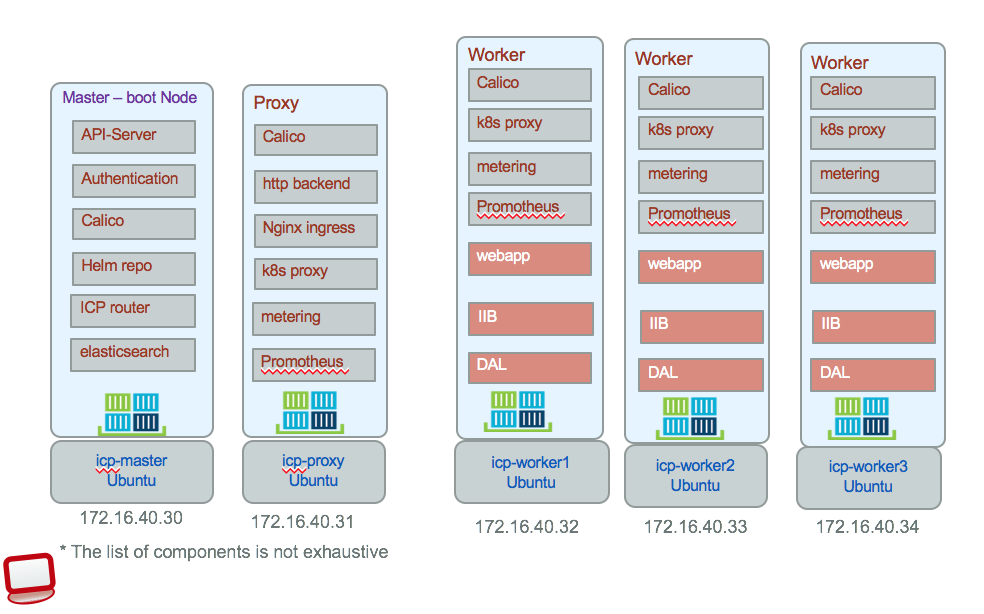 Master – boot Node
API-Server
Authentication
Calico
Helm repo
ICP router
elasticsearch
icp-master
Ubuntu
172.16.40.30
Proxy
Calico
http backend
Nginx ingress
k8s proxy
metering
Promotheus
icp-proxy
Ubuntu
172.16.40.31
Worker
Calico
k8s proxy
metering
Promotheus
webapp
IIB
DAL
icp-worker1
Ubuntu
172.16.40.32
Worker
Calico
k8s proxy
metering
Promotheus
webapp
IIB
DAL
icp-worker2
Ubuntu
172.16.40.33
Worker
Calico
k8s proxy
metering
Promotheus
webapp
IIB
DAL
icp-worker3
Ubuntu
172.16.40.34
* The list of components is not exhaustive